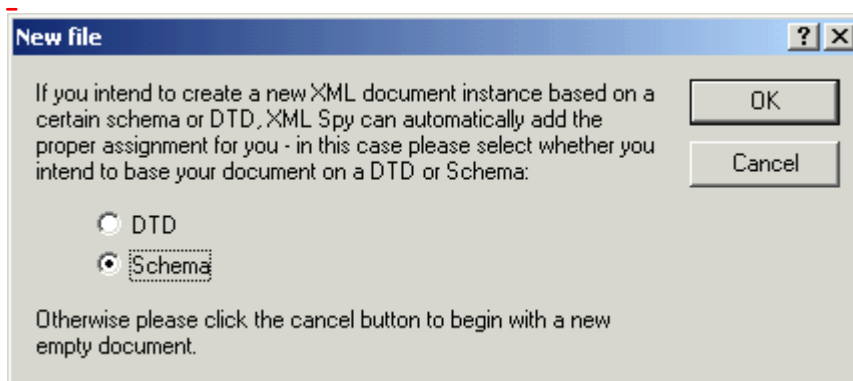 New file
If you intend to create a new XML document instance based on a
certain schema or DTD, XML Spy can automatically add the
proper assignment for you - in this case please select whether you
intend to base your document on a DTD or Schema:
OK
Cancel
DTD
Schema
Otherwise please click the cancel button to begin with a new
empty document.